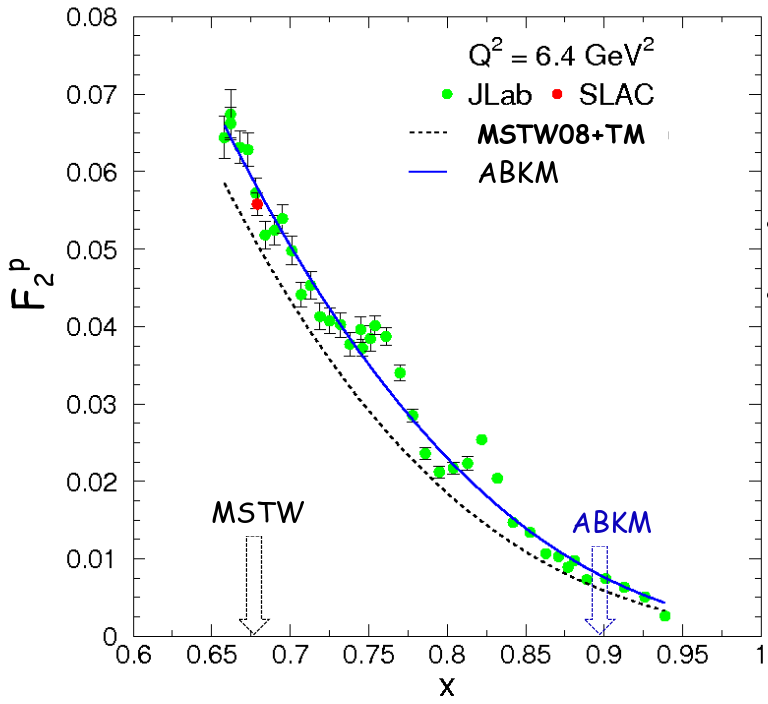 0.08
Q² = 6.4 GeV²
0.07
JLab SLAC
MSTW08+TM
0.06
ABKM
0.05
F₂ᵖ
0.04
0.03
0.02
MSTW
ABKM
0.01
0
0.6 0.65 0.7 0.75 0.8 0.85 0.9 0.95 1
x